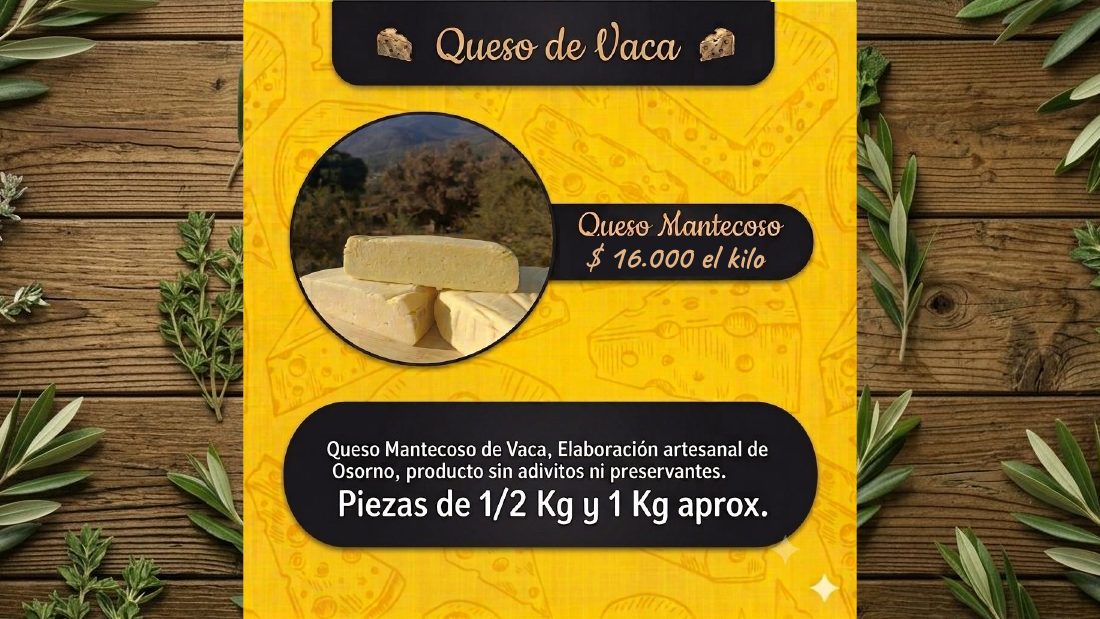 Queso de Vaca
Queso Mantecoso
$ 16.000 el kilo
Queso Mantecoso de Vaca, Elaboración artesanal de
Osorno, producto sin adivitos ni preservantes.
Piezas de 1/2 Kg y 1 Kg aprox.